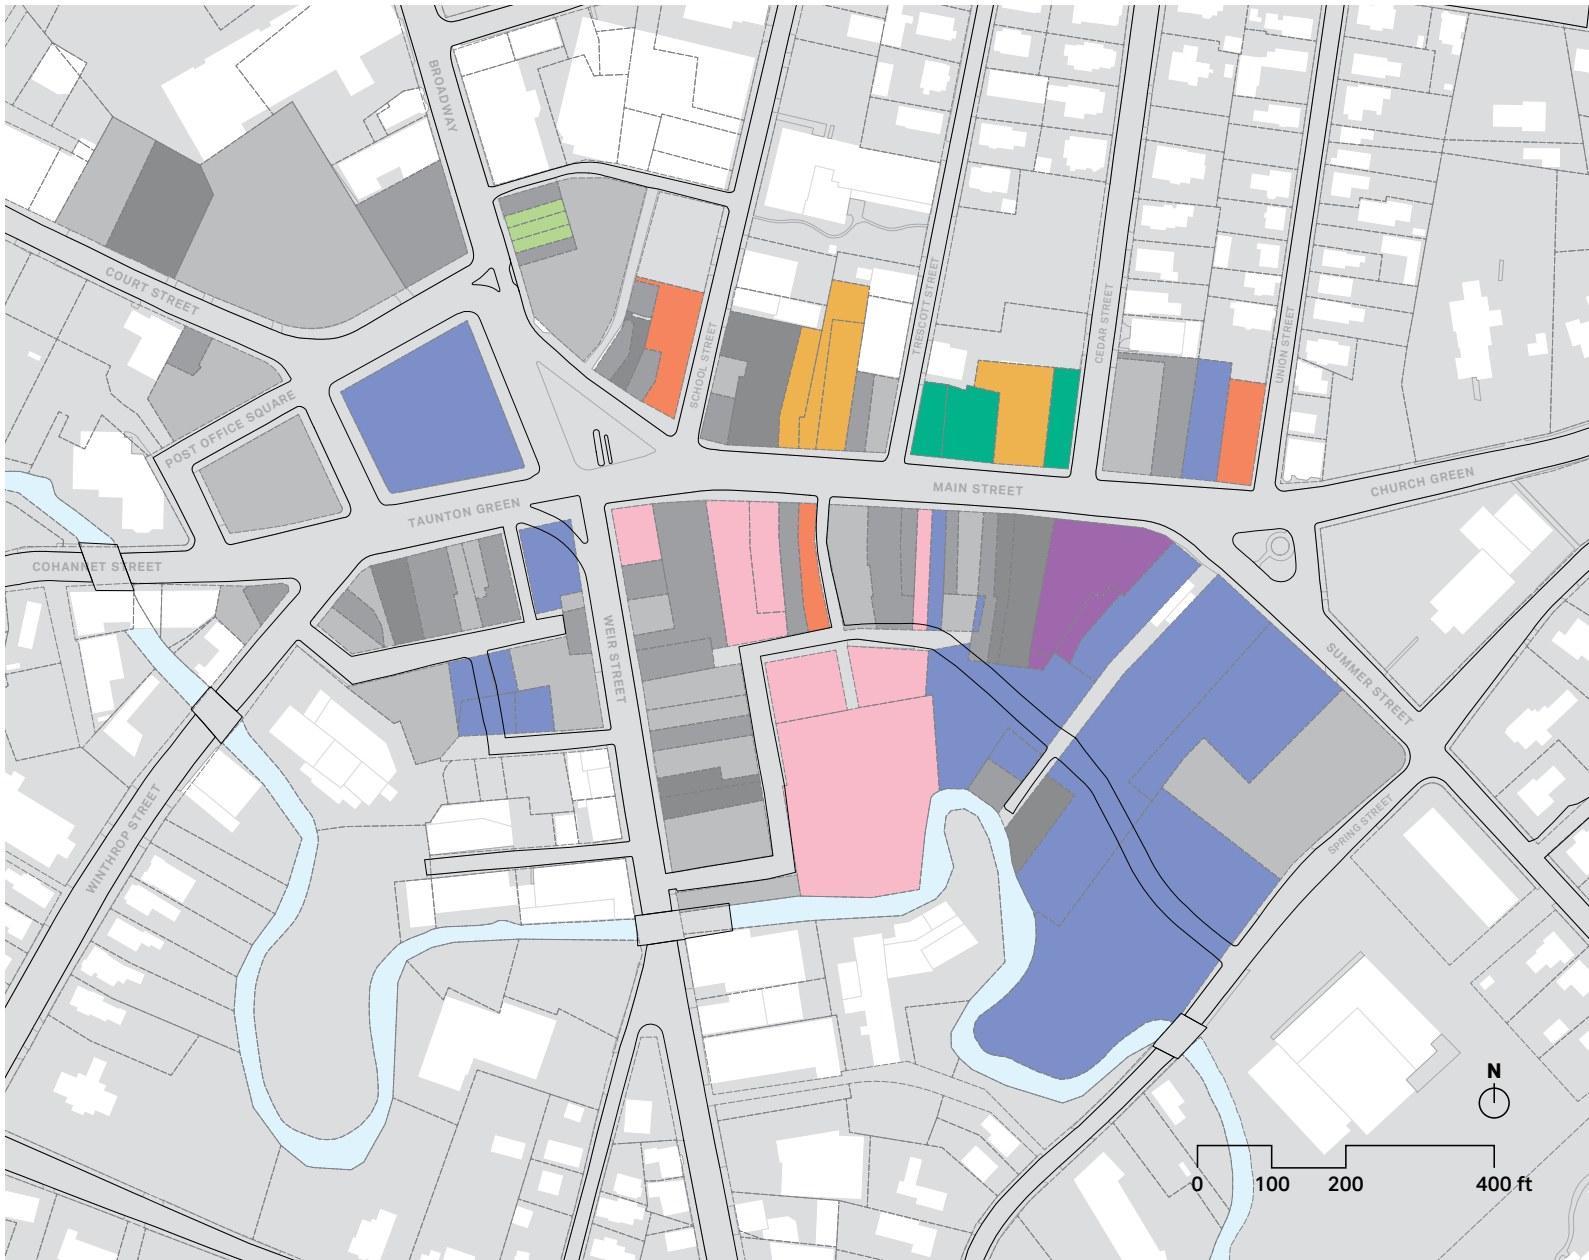 BROADWAY
COURT STREET
POST OFFICE SQUARE
SCHOOL STREET
TRESCOTT STREET
CEDAR STREET
UNION STREET
MAIN STREET
CHURCH GREEN
TAUNTON GREEN
COHANNET STREET
WEIR STREET
SUMMER STREET
WINTHROP STREET
SPRING STREET
N
0 100 200 400 ft